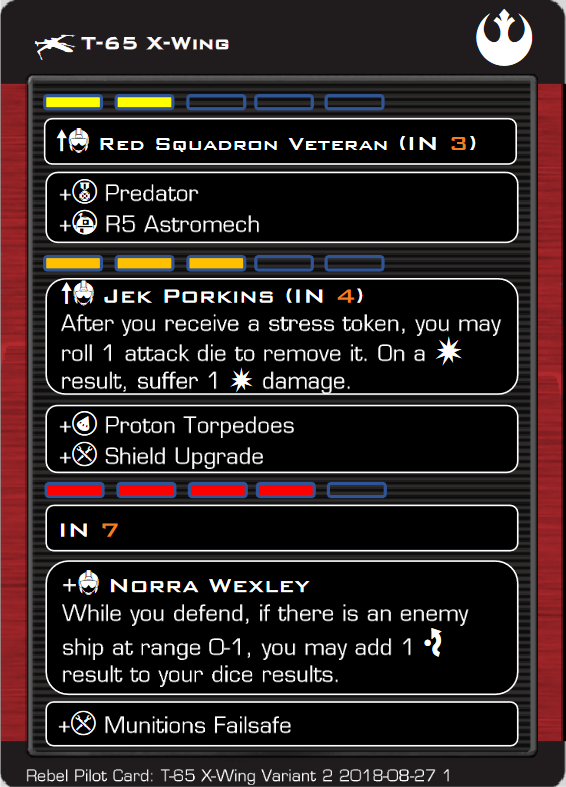 T-65 X-Wing
Red Squadron Veteran (IN 3)
+ Predator
+ R5 Astromech
Jek Porkins (IN 4)
After you receive a stress token, you may
roll 1 attack die to remove it. On a
result, suffer 1 damage.
+ Proton Torpedoes
+ Shield Upgrade
IN 7
+ Norra Wexley
While you defend, if there is an enemy
ship at range 0-1, you may add 1
result to your dice results.
+ Munitions Failsafe
Rebel Pilot Card: T-65 X-Wing Variant 2 2018-08-27 1